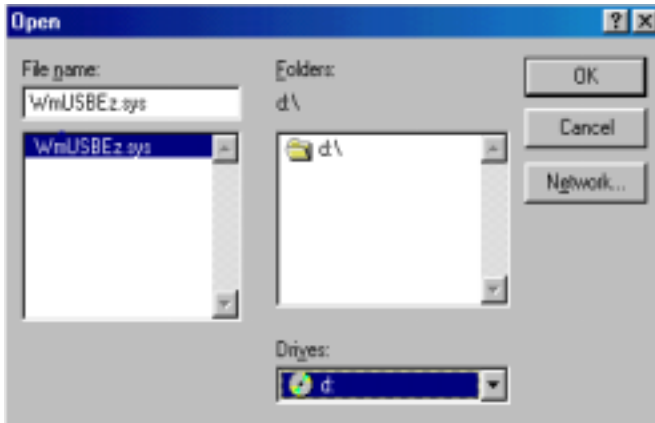 Open
File name:
WmUSBEz.sys
WmUSBEz.sys
Folders:
d:\
d:\
Drives:
d:
OK
Cancel
Network...